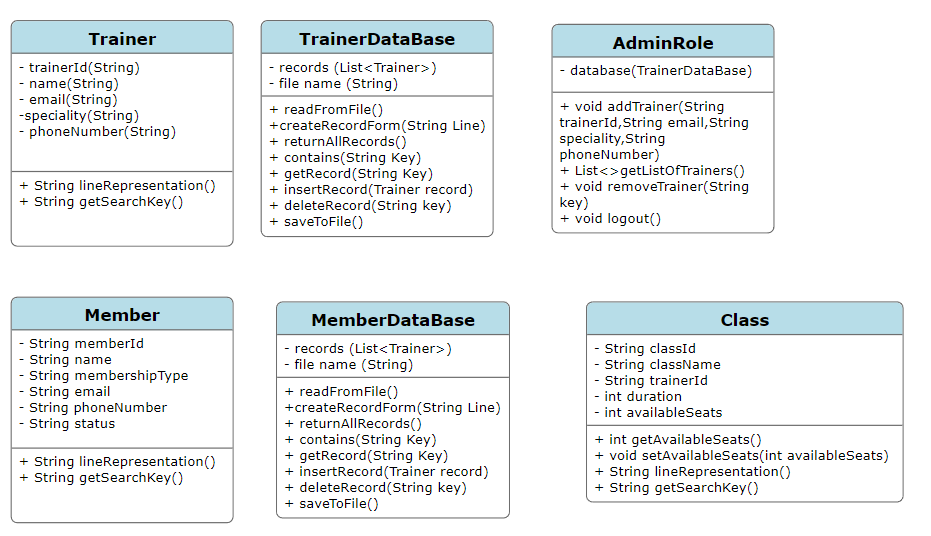 Trainer
- trainerId(String)
- name(String)
- email(String)
-speciality(String)
- phoneNumber(String)
+ String lineRepresentation()
+ String getSearchKey()
TrainerDataBase
- records (List<Trainer>)
- file name (String)
+ readFromFile()
+createRecordForm(String Line)
+ returnAllRecords()
+ contains(String Key)
+ getRecord(String Key)
+ insertRecord(Trainer record)
+ deleteRecord(String key)
+ saveToFile()
AdminRole
- database(TrainerDataBase)
+ void addTrainer(String
trainerId,String email,String
speciality,String
phoneNumber)
+ List<>getListOfTrainers()
+ void removeTrainer(String
key)
+ void logout()
Member
- String memberId
- String name
- String membershipType
- String email
- String phoneNumber
- String status
+ String lineRepresentation()
+ String getSearchKey()
MemberDataBase
- records (List<Trainer>)
- file name (String)
+ readFromFile()
+createRecordForm(String Line)
+ returnAllRecords()
+ contains(String Key)
+ getRecord(String Key)
+ insertRecord(Trainer record)
+ deleteRecord(String key)
+ saveToFile()
Class
- String classId
- String className
- String trainerId
- int duration
- int availableSeats
+ int getAvailableSeats()
+ void setAvailableSeats(int availableSeats)
+ String lineRepresentation()
+ String getSearchKey()